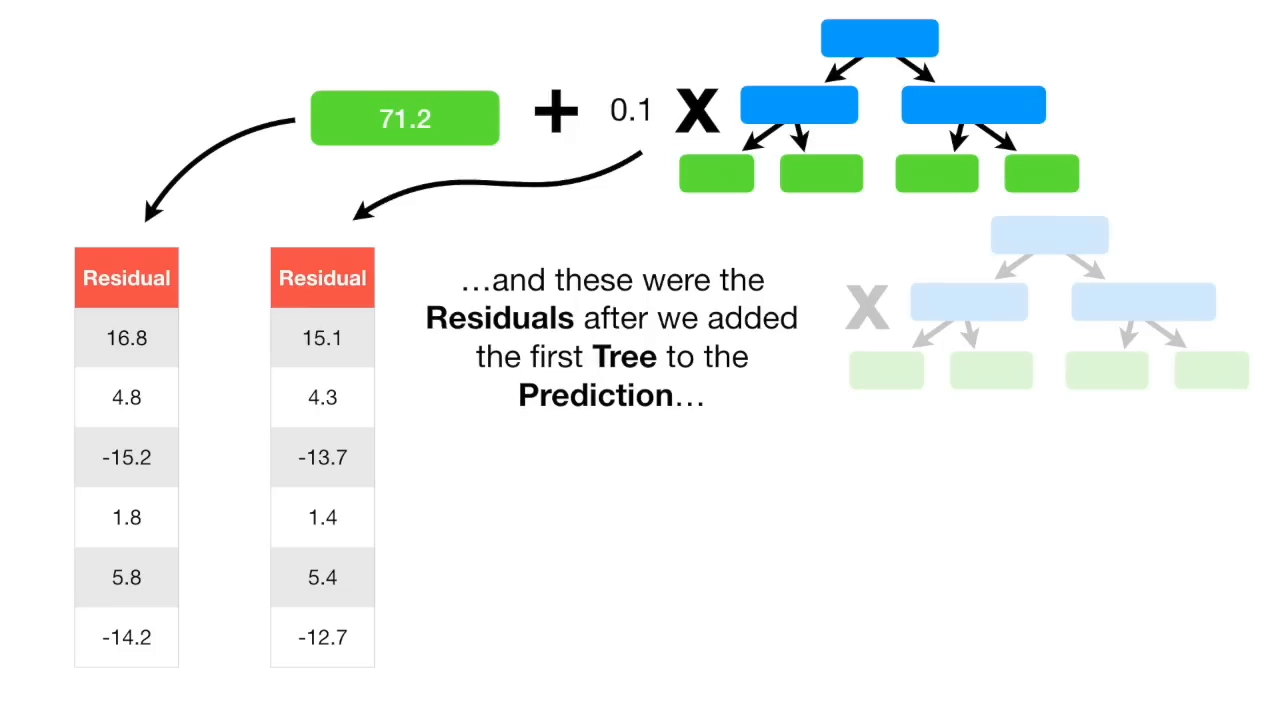 71.2 + 0.1 X
X
Residual
16.8
4.8
-15.2
1.8
5.8
-14.2
Residual
15.1
4.3
-13.7
1.4
5.4
-12.7
…and these were the
Residuals after we added
the first Tree to the
Prediction…